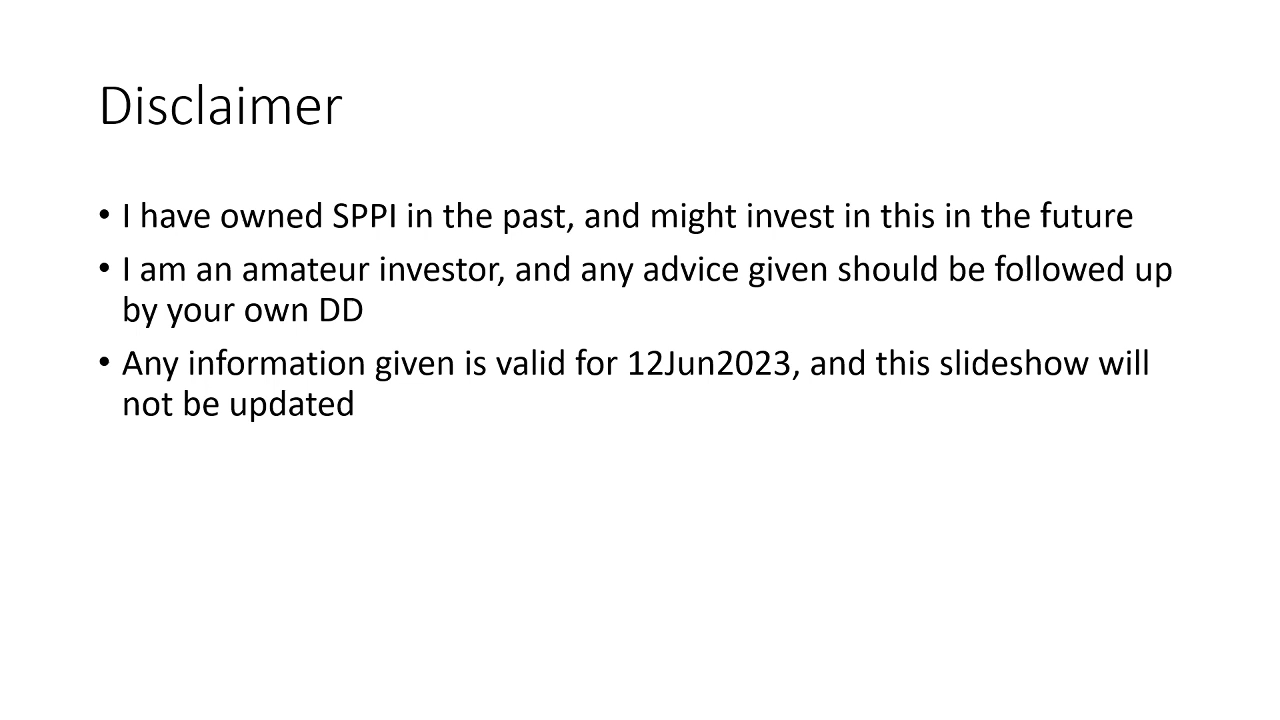 Disclaimer
• I have owned SPPI in the past, and might invest in this in the future
• I am an amateur investor, and any advice given should be followed up
by your own DD
• Any information given is valid for 12Jun2023, and this slideshow will
not be updated